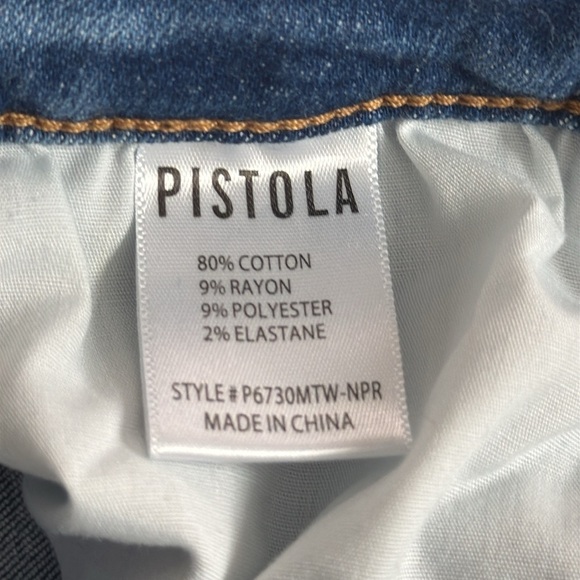 PISTOLA
80% COTTON
9% RAYON
9% POLYESTER
2% ELASTANE
STYLE # P6730MTW-NPR
MADE IN CHINA